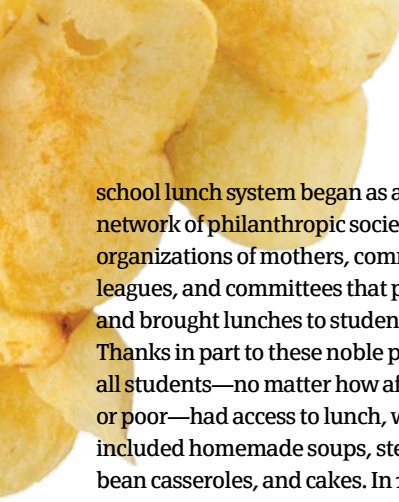 school lunch system began as a
network of philanthropic
organizations of mothers,
leagues, and committees that
and brought lunches to
Thanks in part to these noble
all students—no matter how
or poor—had access to lunch,
included homemade soups,
bean casseroles, and cakes. In